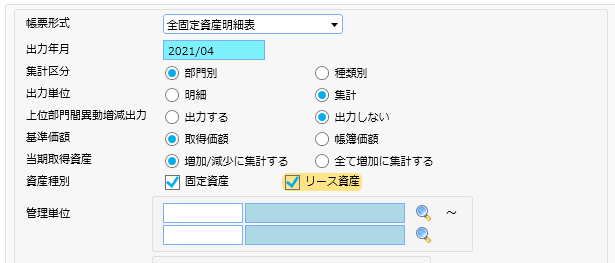 帳票形式 全固定資産明細表
出力年月 2021/04
集計区分 部門別 種類別
出力単位 明細 集計
上位部門間異動増減出力 出力する 出力しない
基準価額 取得価額 帳簿価額
当期取得資産 増加/減少に集計する 全て増加に集計する
資産種別 固定資産 リース資産
管理単位 ～